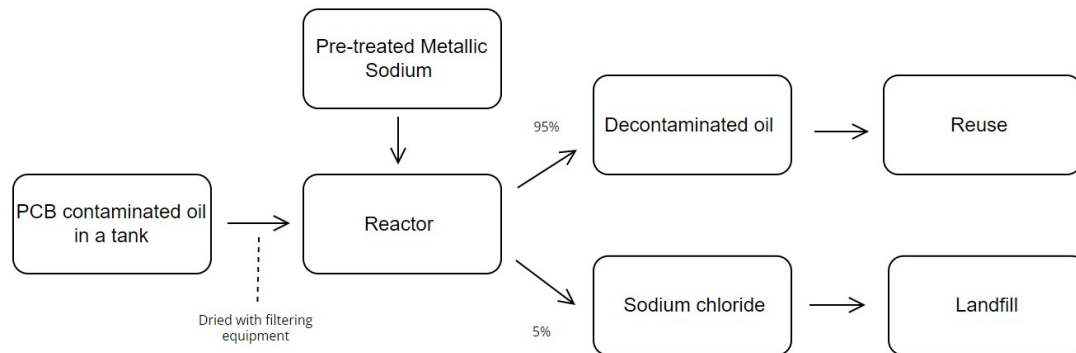 Pre-treated Metallic
Sodium
95%
Decontaminated oil
Reuse
PCB contaminated oil
in a tank
Reactor
Dried with filtering
equipment
5%
Sodium chloride
Landfill